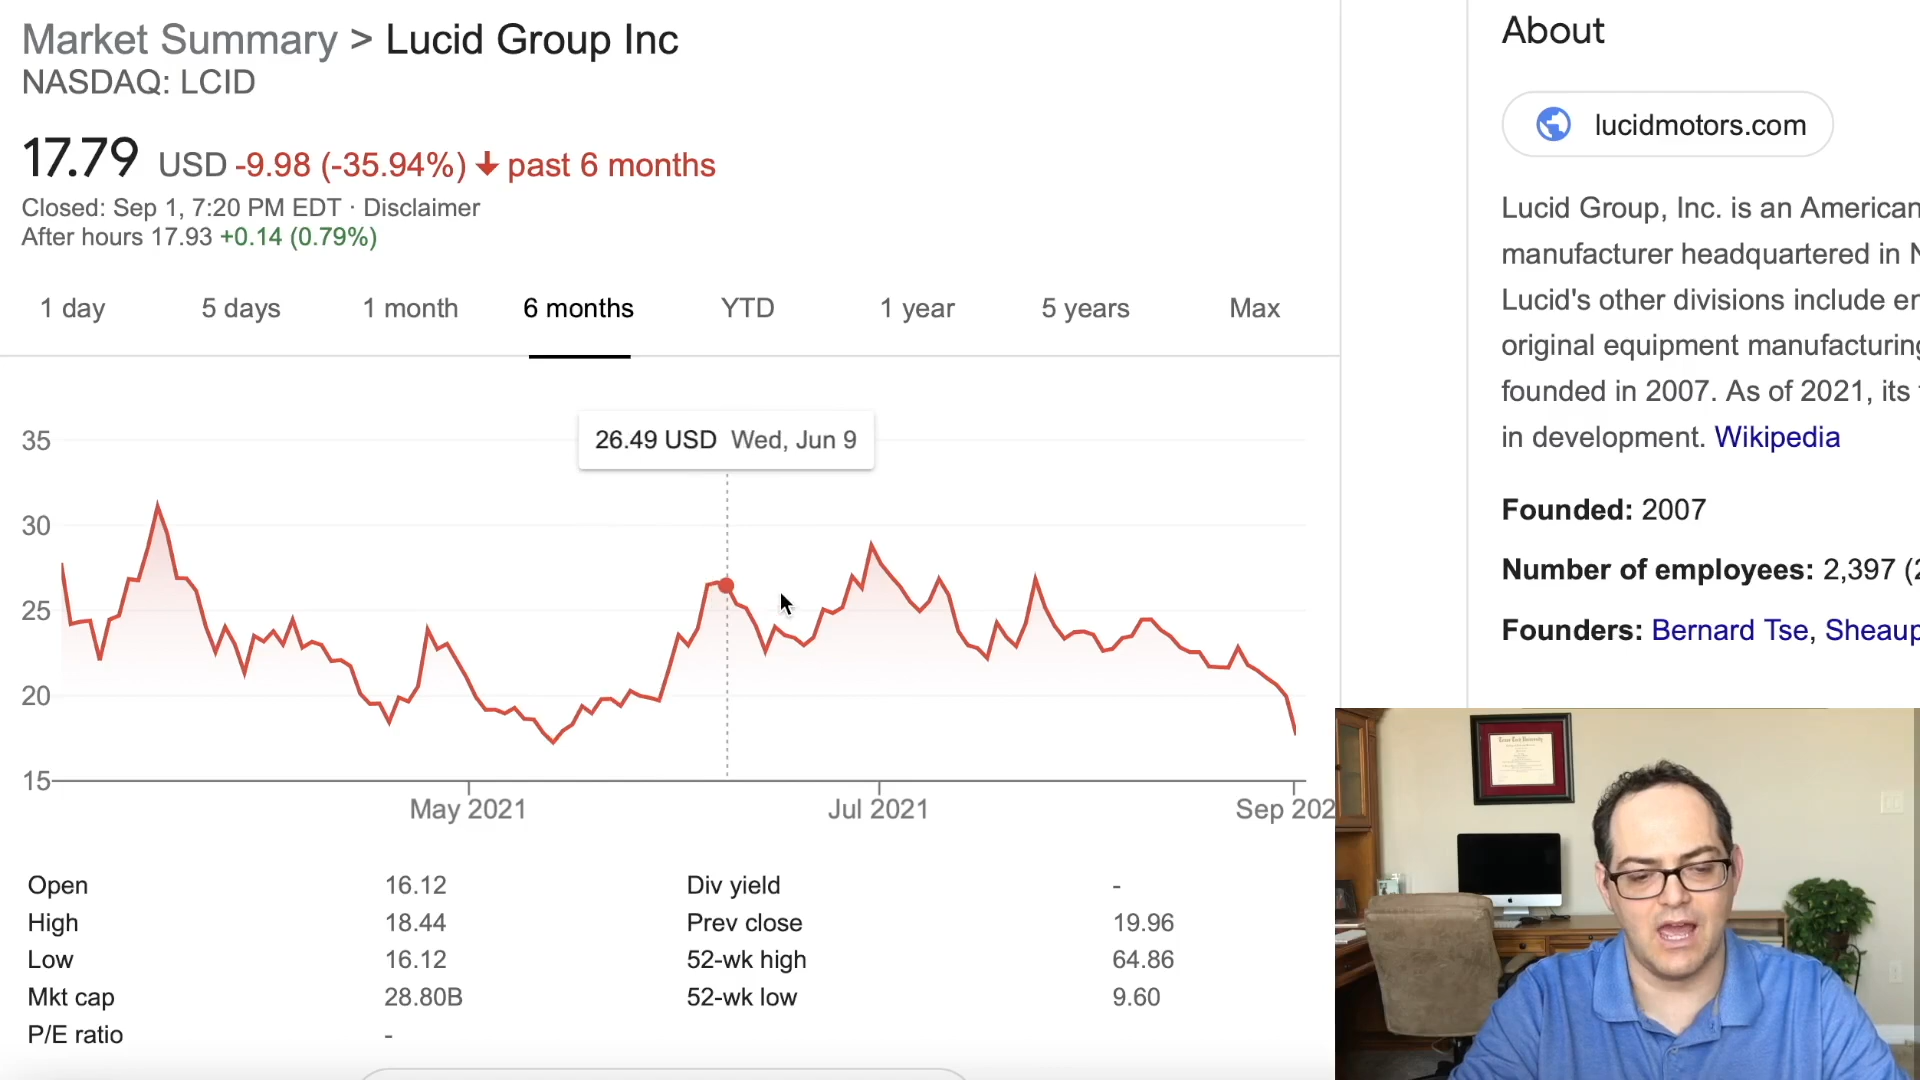 Market Summary > Lucid Group Inc
NASDAQ: LCID
17.79 USD -9.98 (-35.94%) ↓ past 6 months
Closed: Sep 1, 7:20 PM EDT · Disclaimer
After hours 17.93 +0.14 (0.79%)
1 day 5 days 1 month 6 months YTD 1 year 5 years Max
26.49 USD Wed, Jun 9
35
30
25
20
15
May 2021 Jul 2021 Sep 202
Open 16.12 Div yield -
High 18.44 Prev close 19.96
Low 16.12 52-wk high 64.86
Mkt cap 28.80B 52-wk low 9.60
P/E ratio -
About
lucidmotors.com
Lucid Group, Inc. is an American
manufacturer headquartered in N
Lucid's other divisions include en
original equipment manufacturing
founded in 2007. As of 2021, its
in development. Wikipedia
Founded: 2007
Number of employees: 2,397 (2
Founders: Bernard Tse, Sheaup
Texas Tech University